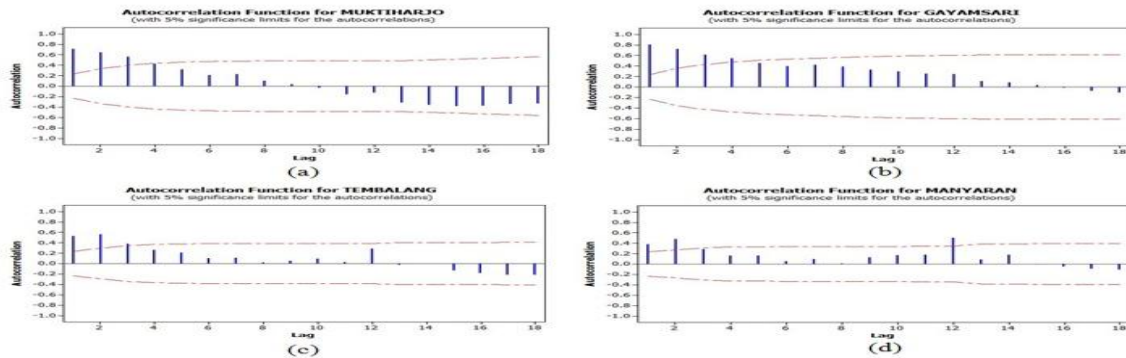 Autocorrelation Function for MUKTIHARJO
(with 5% significance limits for the autocorrelations)
Autocorrelation
1.0
0.8
0.6
0.4
0.2
0.0
-0.2
-0.4
-0.6
-0.8
-1.0
2 4 6 8 10 12 14 16 18
Lag
(a)
Autocorrelation Function for GAYAMSARI
(with 5% significance limits for the autocorrelations)
Autocorrelation
1.0
0.8
0.6
0.4
0.2
0.0
-0.2
-0.4
-0.6
-0.8
-1.0
2 4 6 8 10 12 14 16 18
Lag
(b)
Autocorrelation Function for TEMBALANG
(with 5% significance limits for the autocorrelations)
Autocorrelation
1.0
0.8
0.6
0.4
0.2
0.0
-0.2
-0.4
-0.6
-0.8
-1.0
2 4 6 8 10 12 14 16 18
Lag
(c)
Autocorrelation Function for MANYARAN
(with 5% significance limits for the autocorrelations)
Autocorrelation
1.0
0.8
0.6
0.4
0.2
0.0
-0.2
-0.4
-0.6
-0.8
-1.0
2 4 6 8 10 12 14 16 18
Lag
(d)